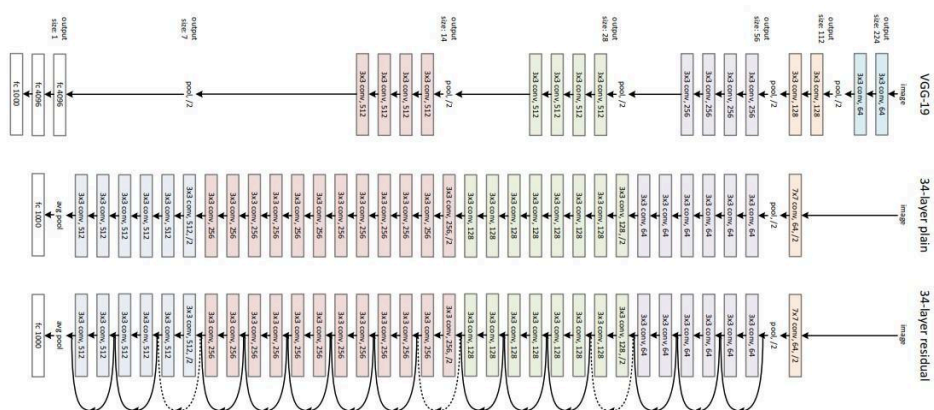 VGG-19
image
output
size: 224
3x3 conv, 64
3x3 conv, 64
pool, /2
output
size: 112
3x3 conv, 128
3x3 conv, 128
pool, /2
output
size: 56
3x3 conv, 256
3x3 conv, 256
3x3 conv, 256
3x3 conv, 256
pool, /2
output
size: 28
3x3 conv, 512
3x3 conv, 512
3x3 conv, 512
3x3 conv, 512
pool, /2
output
size: 14
3x3 conv, 512
3x3 conv, 512
3x3 conv, 512
3x3 conv, 512
pool, /2
output
size: 7
output
size: 1
fc 4096
fc 4096
fc 1000
34-layer plain
image
7x7 conv, 64, /2
pool, /2
3x3 conv, 64
3x3 conv, 64
3x3 conv, 64
3x3 conv, 64
3x3 conv, 64
3x3 conv, 64
3x3 conv, 128, /2
3x3 conv, 128
3x3 conv, 128
3x3 conv, 128
3x3 conv, 128
3x3 conv, 128
3x3 conv, 128
3x3 conv, 128
3x3 conv, 256, /2
3x3 conv, 256
3x3 conv, 256
3x3 conv, 256
3x3 conv, 256
3x3 conv, 256
3x3 conv, 256
3x3 conv, 256
3x3 conv, 256
3x3 conv, 256
3x3 conv, 256
3x3 conv, 256
3x3 conv, 512, /2
3x3 conv, 512
3x3 conv, 512
3x3 conv, 512
3x3 conv, 512
3x3 conv, 512
avg pool
fc 1000
34-layer residual
image
7x7 conv, 64, /2
pool, /2
3x3 conv, 64
3x3 conv, 64
3x3 conv, 64
3x3 conv, 64
3x3 conv, 64
3x3 conv, 64
3x3 conv, 128, /2
3x3 conv, 128
3x3 conv, 128
3x3 conv, 128
3x3 conv, 128
3x3 conv, 128
3x3 conv, 128
3x3 conv, 128
3x3 conv, 256, /2
3x3 conv, 256
3x3 conv, 256
3x3 conv, 256
3x3 conv, 256
3x3 conv, 256
3x3 conv, 256
3x3 conv, 256
3x3 conv, 256
3x3 conv, 256
3x3 conv, 256
3x3 conv, 256
3x3 conv, 512, /2
3x3 conv, 512
3x3 conv, 512
3x3 conv, 512
3x3 conv, 512
3x3 conv, 512
avg pool
fc 1000